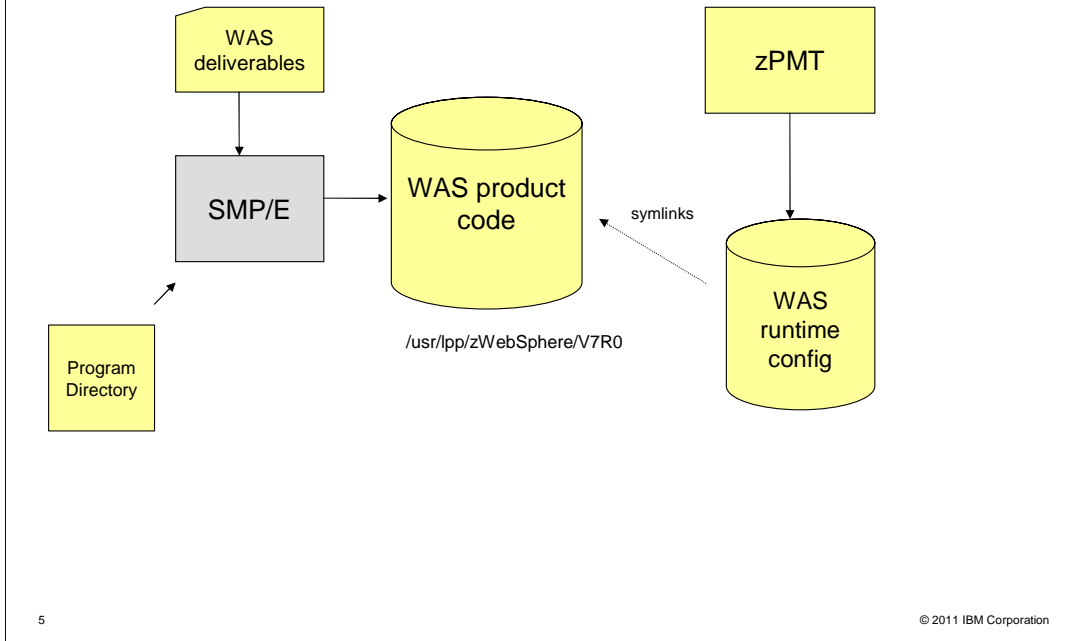 WAS
deliverables
zPMT
SMP/E
WAS product
code
symlinks
WAS
runtime
config
/usr/lpp/zWebSphere/V7R0
Program
Directory
5
© 2011 IBM Corporation